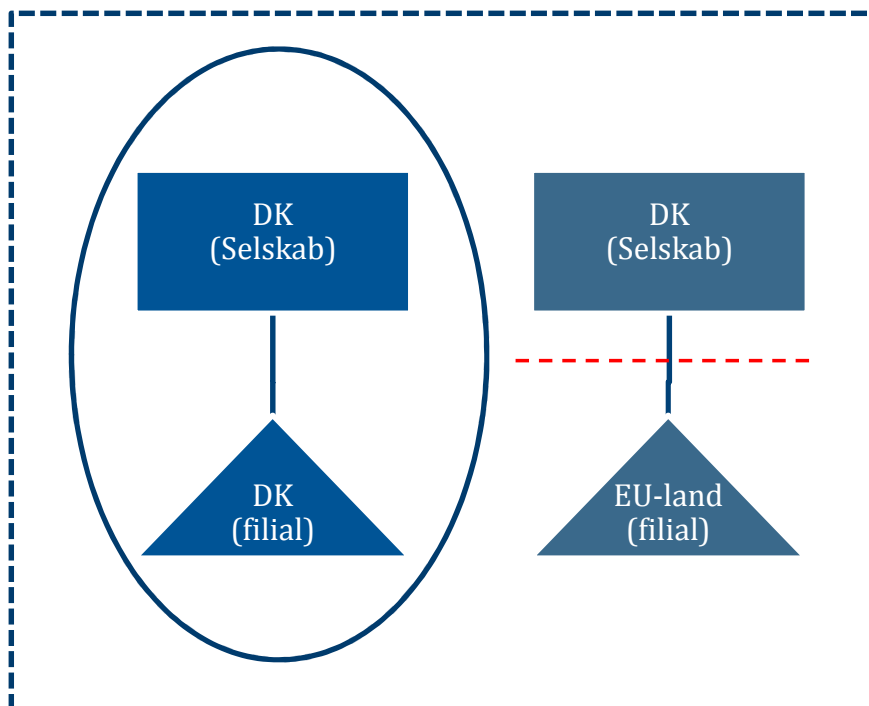 DK
(Selskab)
DK
(Selskab)
DK
(filial)
EU-land
(filial)